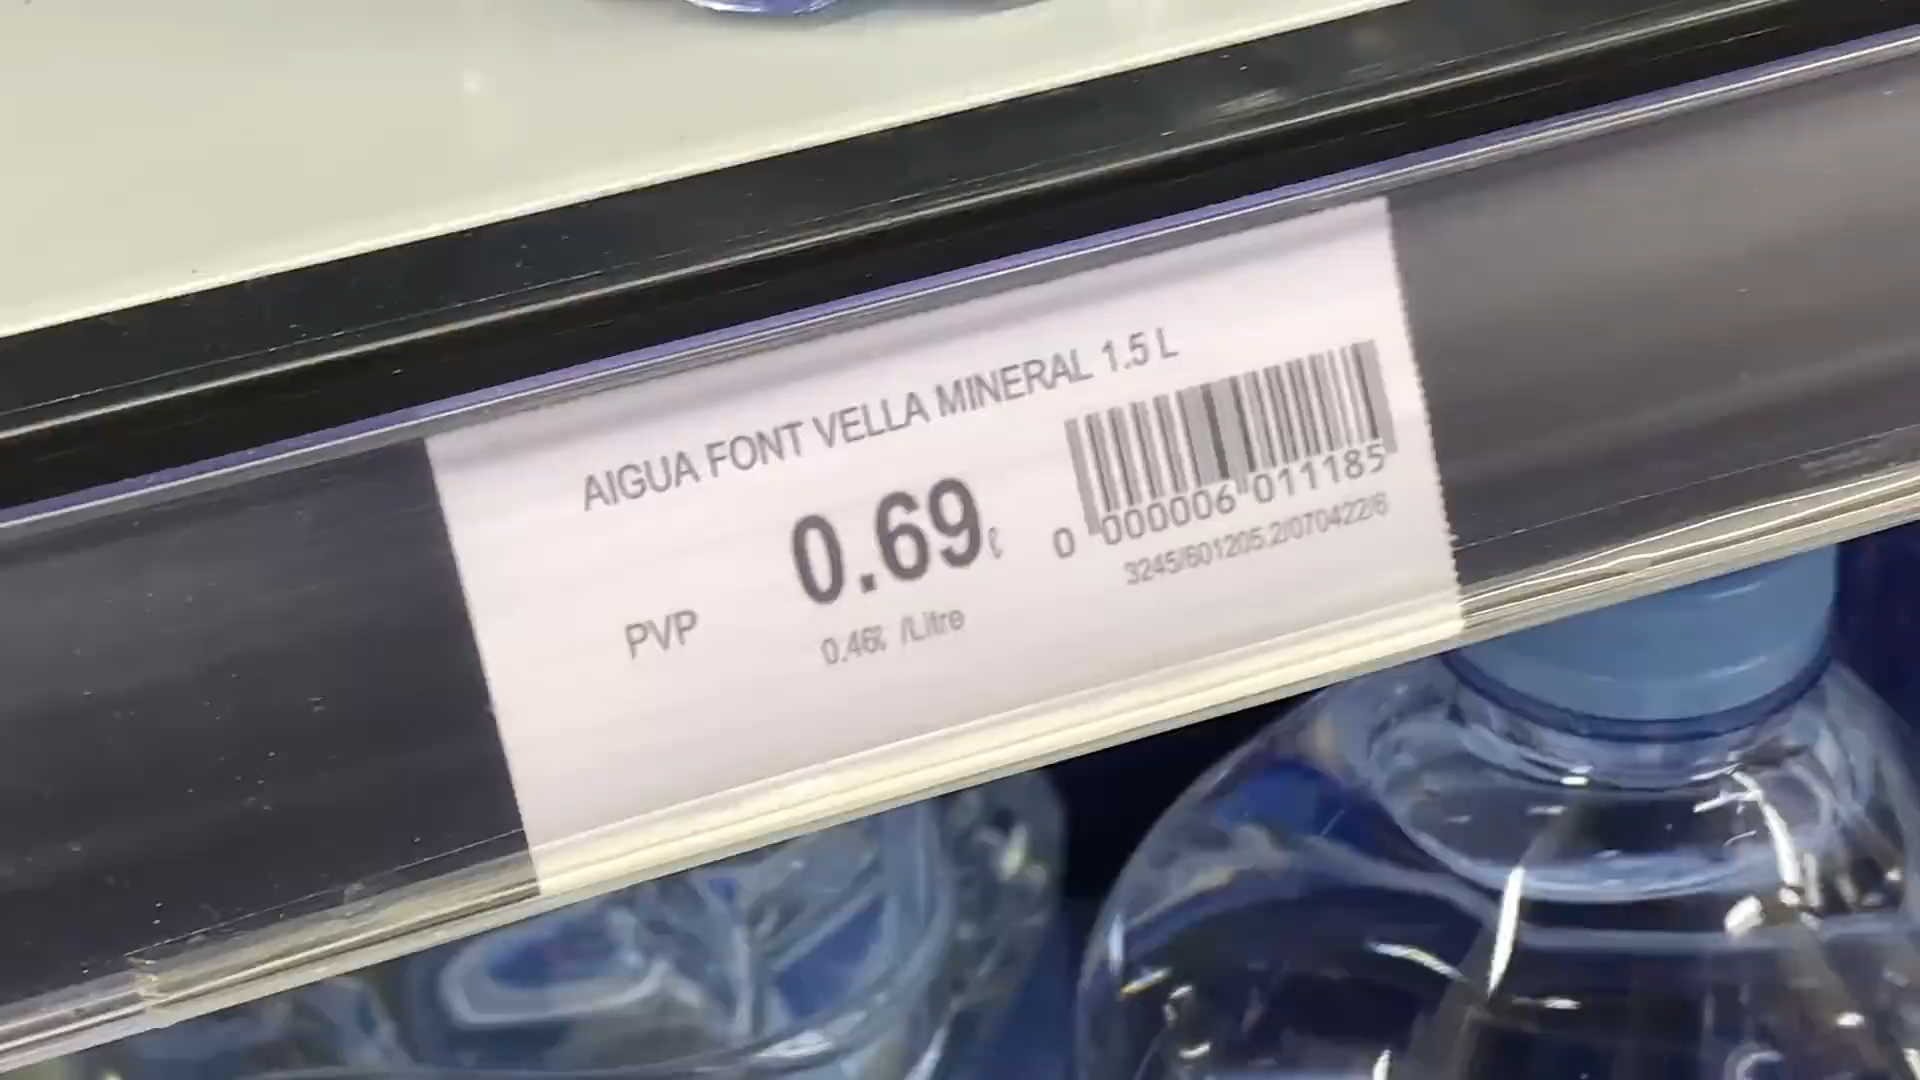 AIGUA FONT VELLA MINERAL 1.5 L
PVP 0.69€
0.46€ /Litre
0 000006 011185
3245/601205.2/070422/6